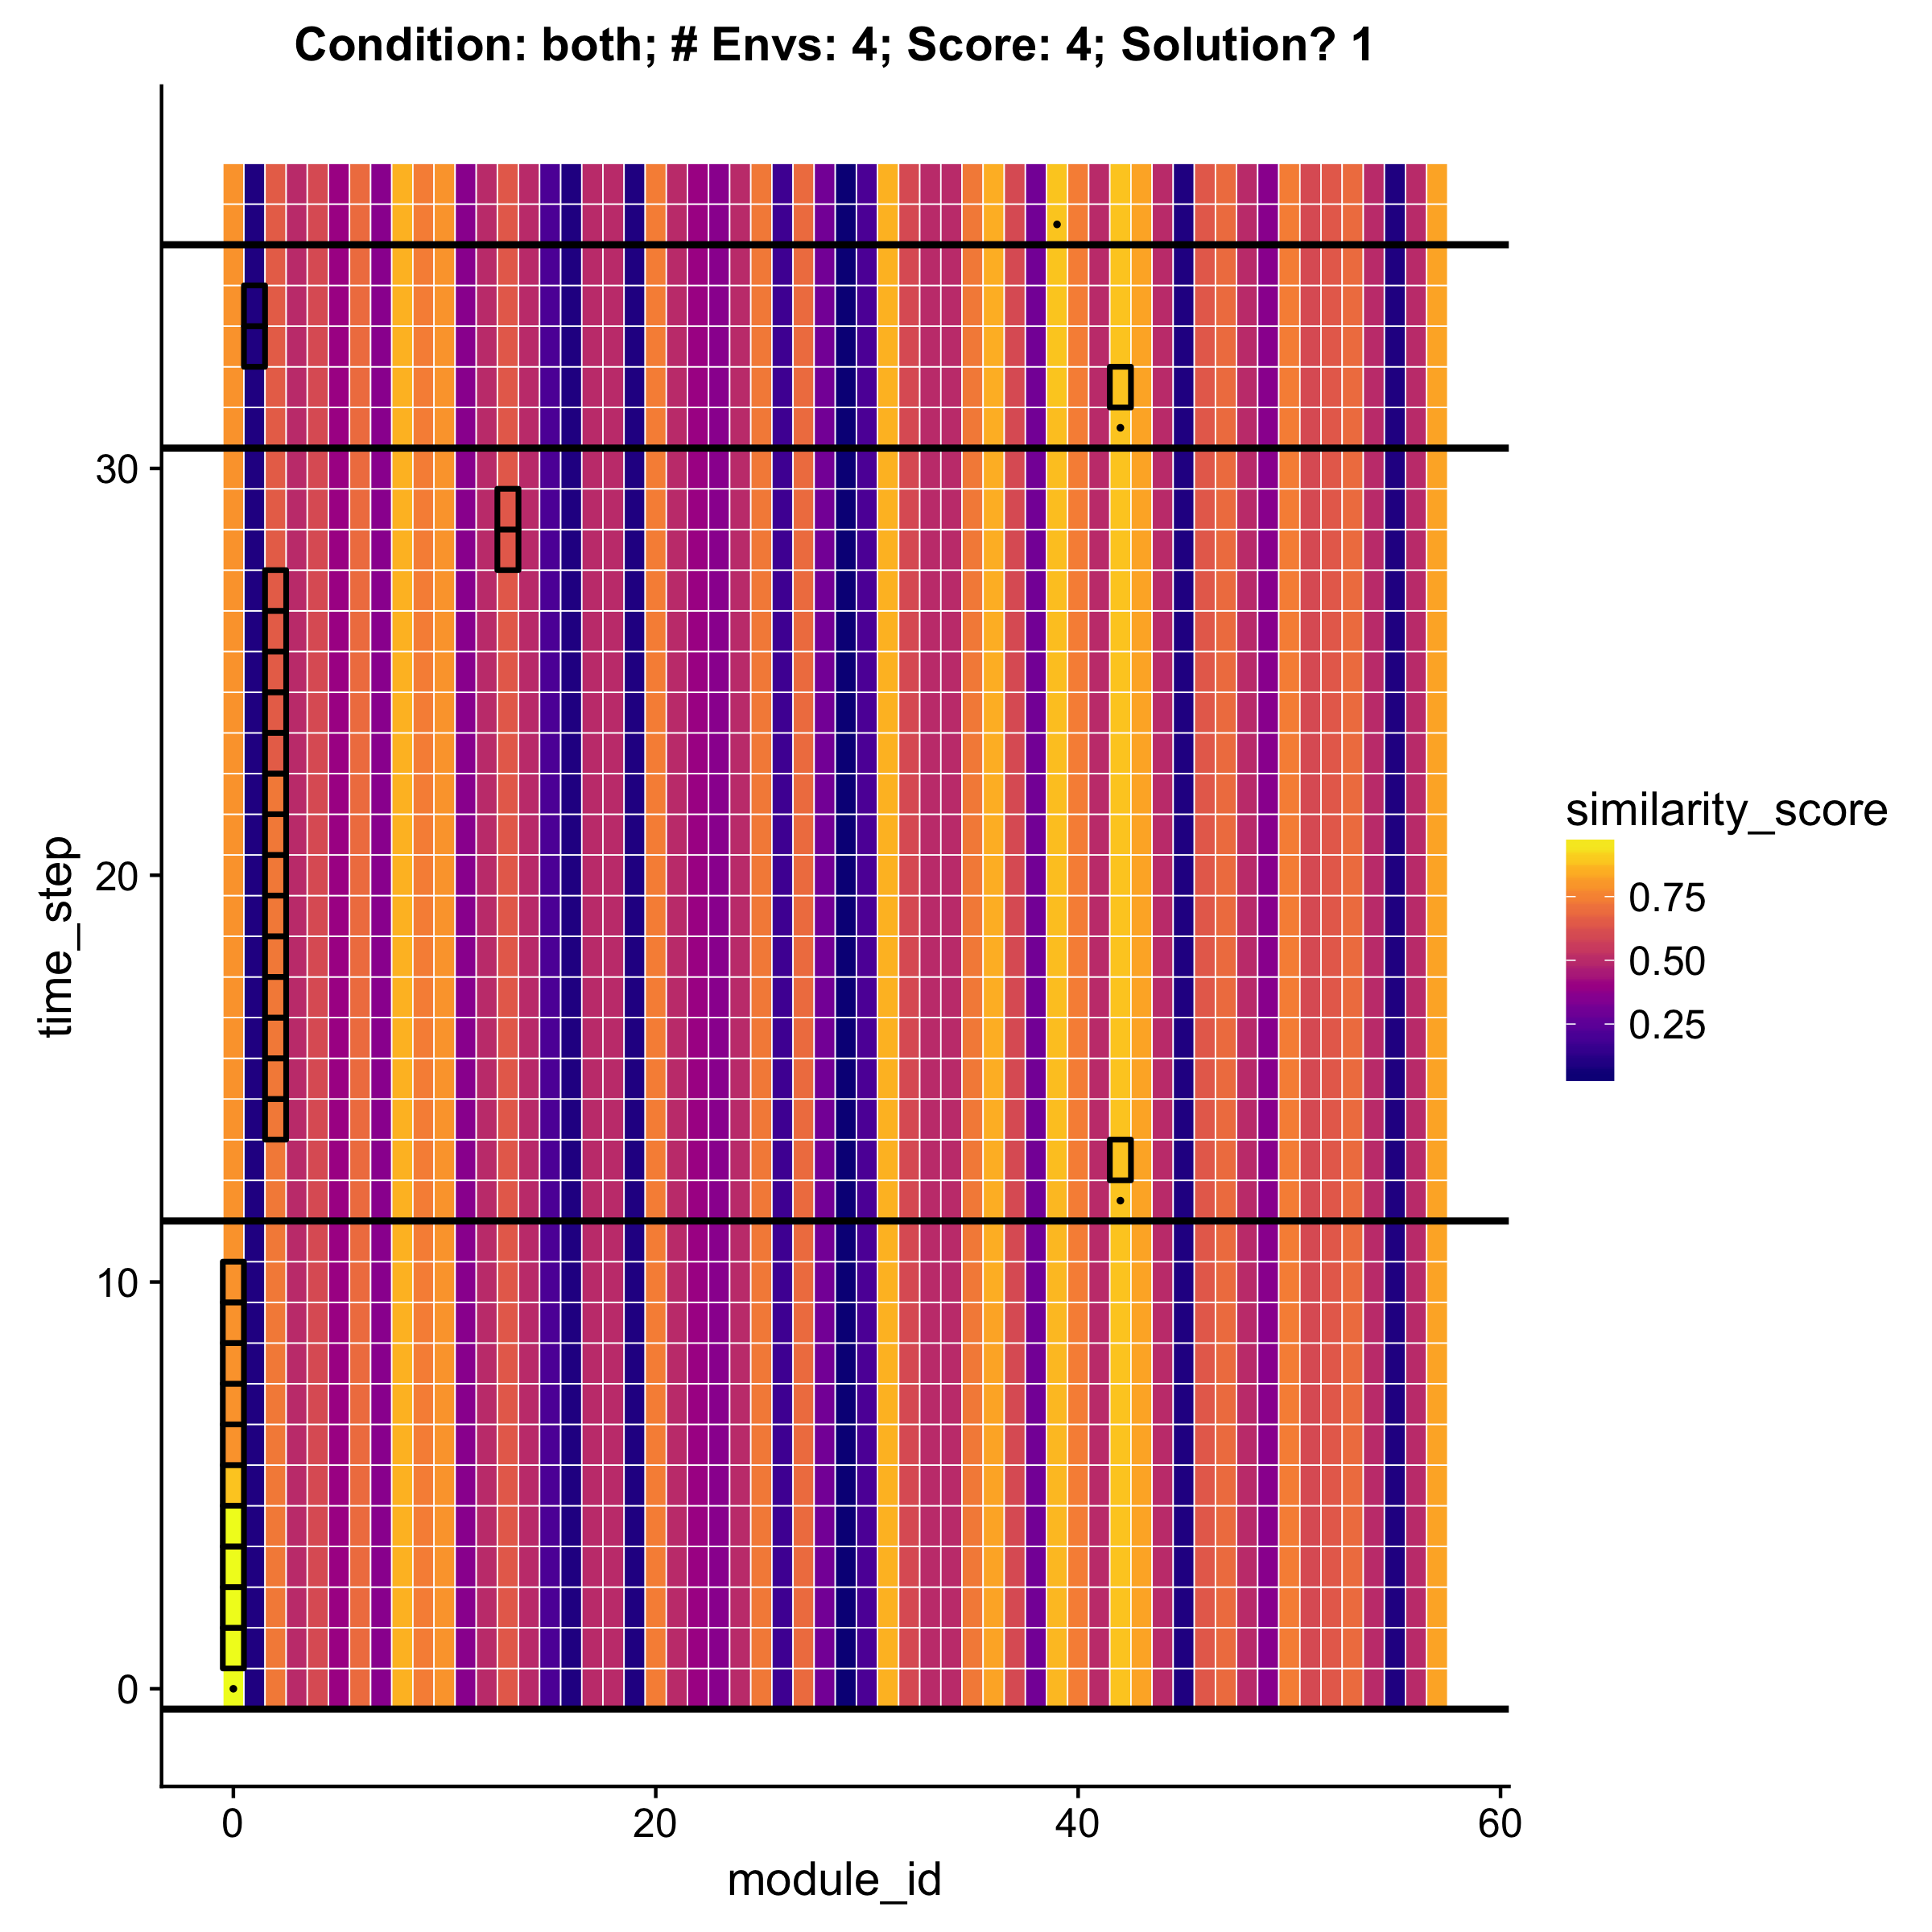 Condition: both; # Envs: 4; Score: 4; Solution? 1
time_step
30
20
10
0
0
20
40
60
module_id
similarity_score
0.75
0.50
0.25